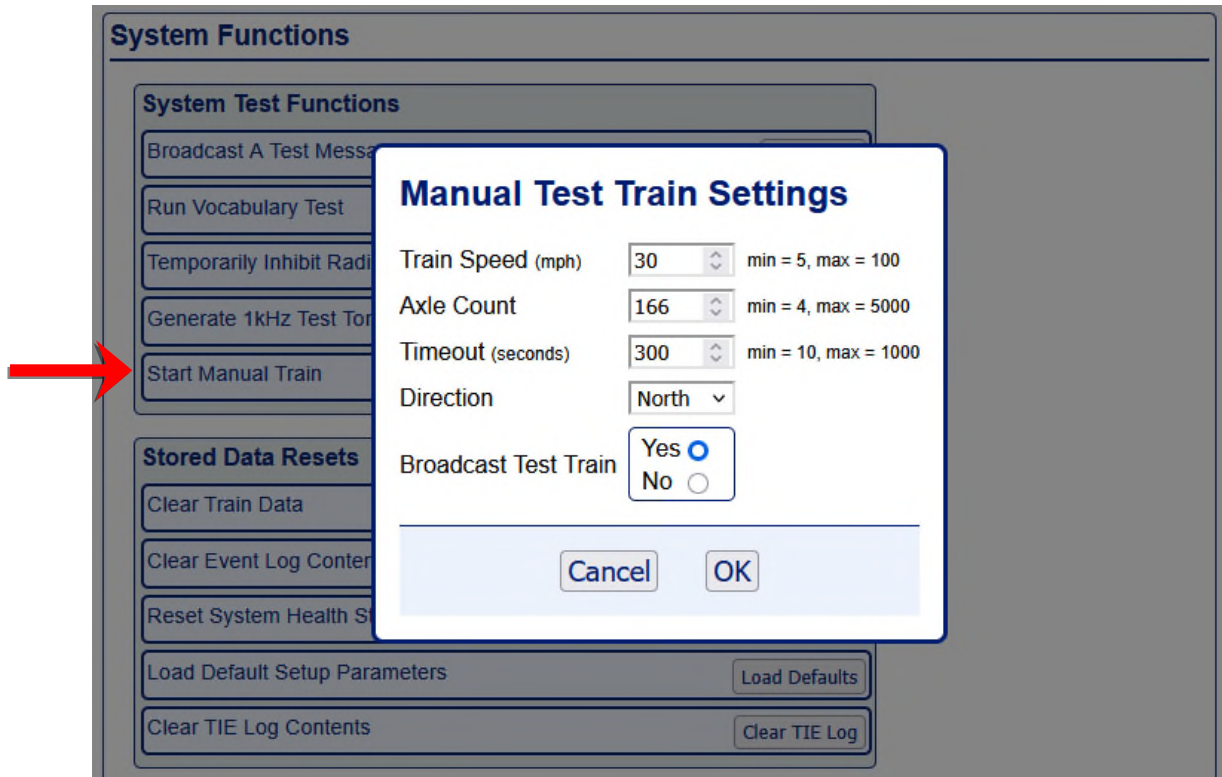 System Functions
System Test Functions
Broadcast A Test Messa
Run Vocabulary Test
Temporarily Inhibit Radi
Generate 1kHz Test Ton
Start Manual Train
Manual Test Train Settings
Train Speed (mph) 30 min = 5, max = 100
Axle Count 166 min = 4, max = 5000
Timeout (seconds) 300 min = 10, max = 1000
Direction North
Broadcast Test Train
Yes
No
Cancel OK
Stored Data Resets
Clear Train Data
Clear Event Log Conten
Reset System Health St
Load Default Setup Parameters Load Defaults
Clear TIE Log Contents Clear TIE Log